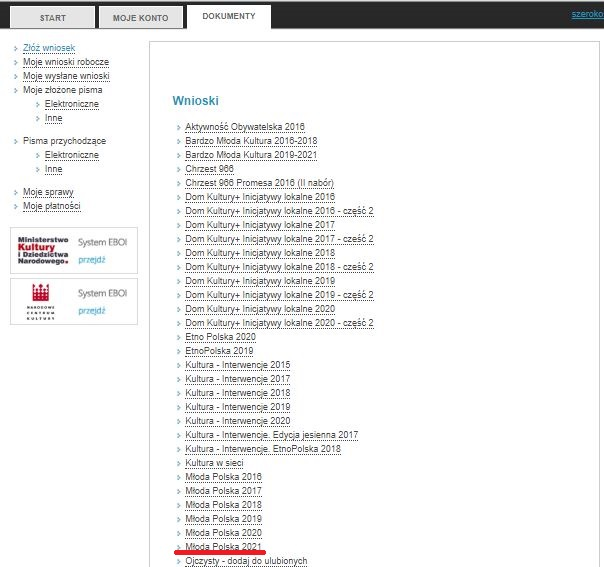 START
MOJE KONTO
DOKUMENTY
szeroko
Złóż wniosek
Moje wnioski robocze
Moje wysłane wnioski
Moje złożone pisma
Elektroniczne
Inne
Pisma przychodzące
Elektroniczne
Inne
Moje sprawy
Moje płatności
Ministerstwo
Kultury
i Dziedzictwa
Narodowego.
System EBOI
przejdź
NARODOWE
CENTRUM
KULTURY
System EBOI
przejdź
Wnioski
Aktywność Obywatelska 2016
Bardzo Młoda Kultura 2016-2018
Bardzo Młoda Kultura 2019-2021
Chrzest 966
Chrzest 966 Promesa 2016 (II nabór)
Dom Kultury+ Inicjatywy lokalne 2016
Dom Kultury+ Inicjatywy lokalne 2016 - część 2
Dom Kultury+ Inicjatywy lokalne 2017
Dom Kultury+ Inicjatywy lokalne 2017 - część 2
Dom Kultury+ Inicjatywy lokalne 2018
Dom Kultury+ Inicjatywy lokalne 2018 - część 2
Dom Kultury+ Inicjatywy lokalne 2019
Dom Kultury+ Inicjatywy lokalne 2019 - część 2
Dom Kultury+ Inicjatywy lokalne 2020
Dom Kultury+ Inicjatywy lokalne 2020 - część 2
Etno Polska 2020
EtnoPolska 2019
Kultura - Interwencje 2015
Kultura - Interwencje 2017
Kultura - Interwencje 2018
Kultura - Interwencje 2019
Kultura - Interwencje 2020
Kultura - Interwencje. Edycja jesienna 2017
Kultura - Interwencje. EtnoPolska 2018
Kultura w sieci
Młoda Polska 2016
Młoda Polska 2017
Młoda Polska 2018
Młoda Polska 2019
Młoda Polska 2020
Młoda Polska 2021
Ojczysty - dodaj do ulubionych